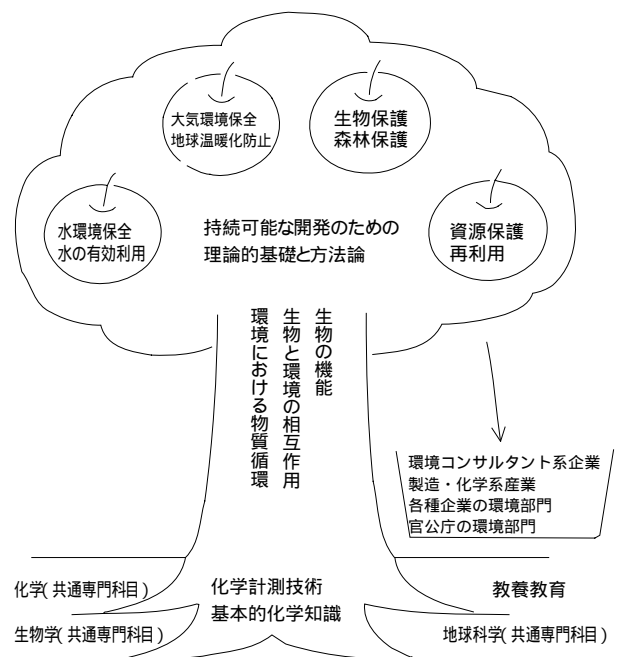 大気環境保全
地球温暖化防止
生物保護
森林保護
水環境保全
水の有効利用
持続可能な開発のための
理論的基礎と方法論
資源保護
再利用
生物の機能
生物と環境の相互作用
環境における物質循環
環境コンサルタント系企業
製造・化学系産業
各種企業の環境部門
官公庁の環境部門
化学(共通専門科目)
化学計測技術
基本的化学知識
教養教育
生物学(共通専門科目)
地球科学(共通専門科目)